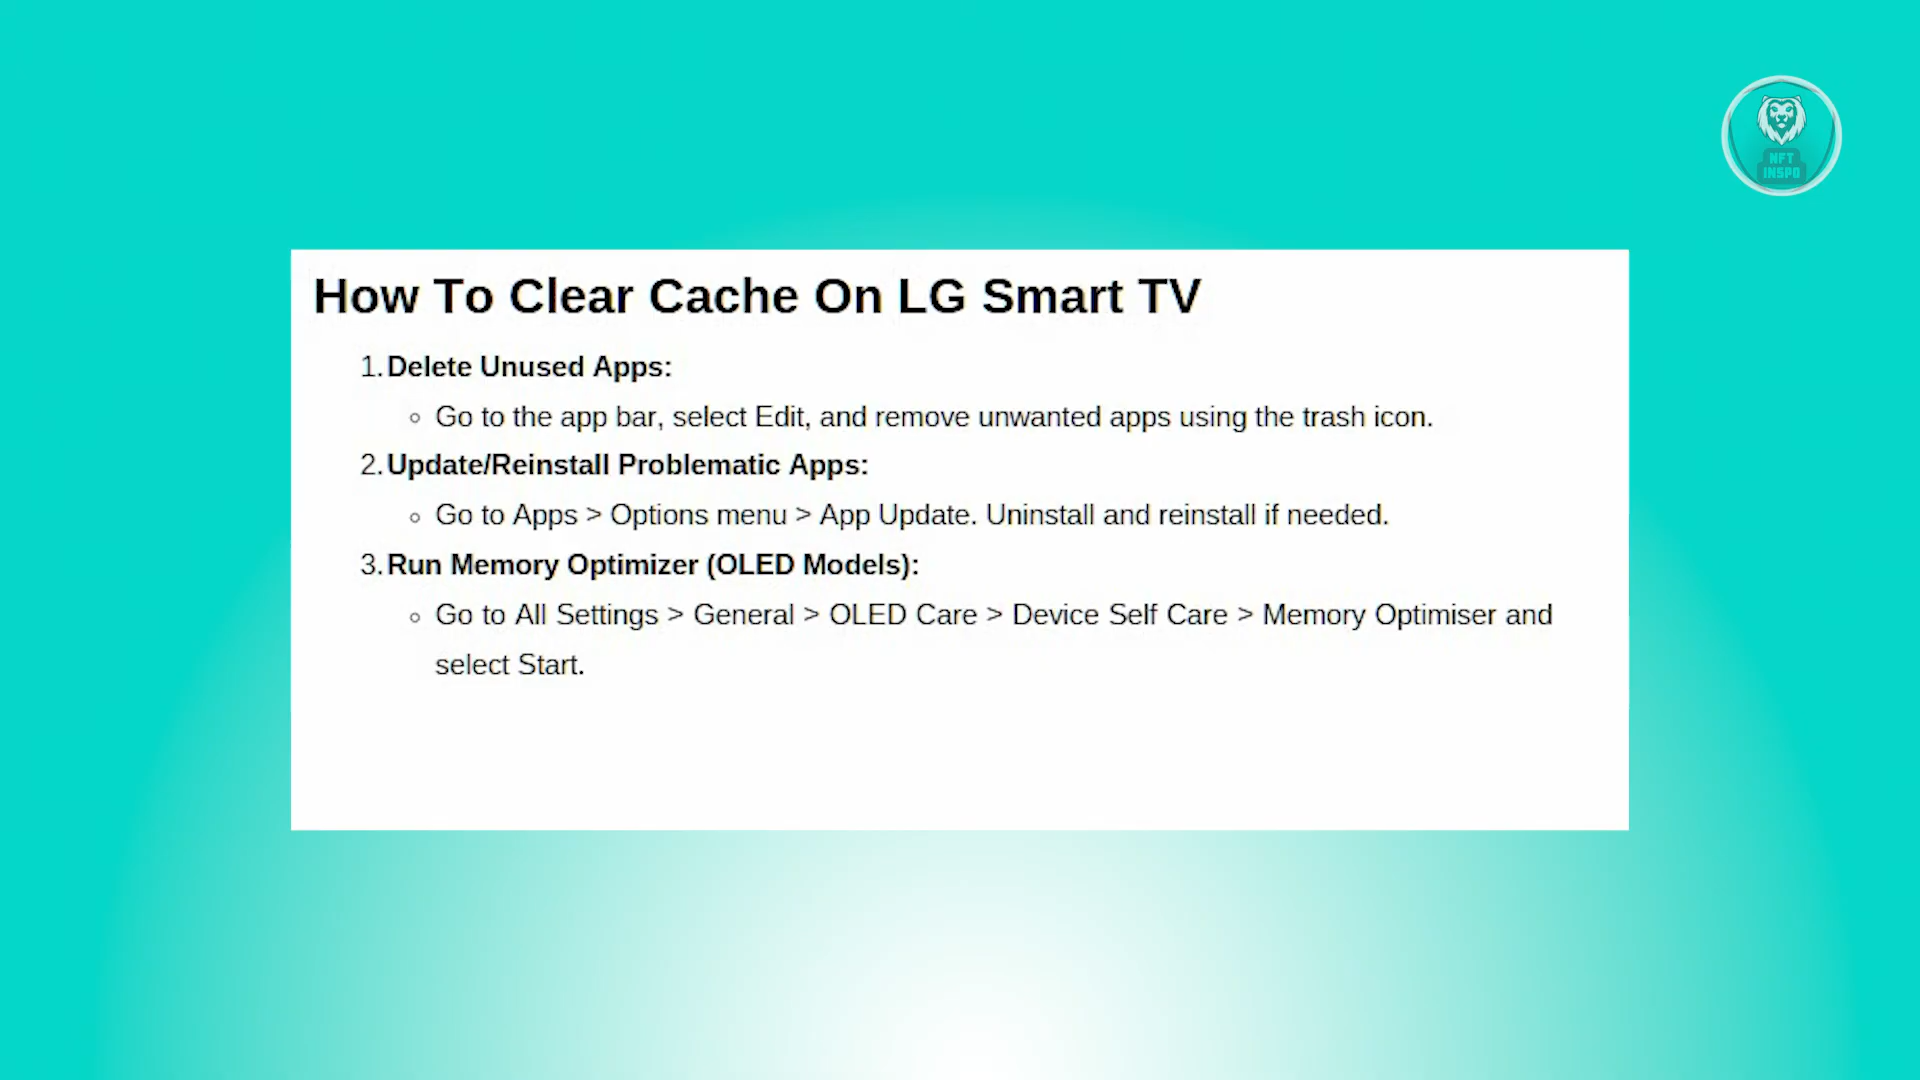 NFT
INSPO
How To Clear Cache On LG Smart TV
1. Delete Unused Apps:
◦ Go to the app bar, select Edit, and remove unwanted apps using the trash icon.
2. Update/Reinstall Problematic Apps:
◦ Go to Apps > Options menu > App Update. Uninstall and reinstall if needed.
3. Run Memory Optimizer (OLED Models):
◦ Go to All Settings > General > OLED Care > Device Self Care > Memory Optimiser and
select Start.